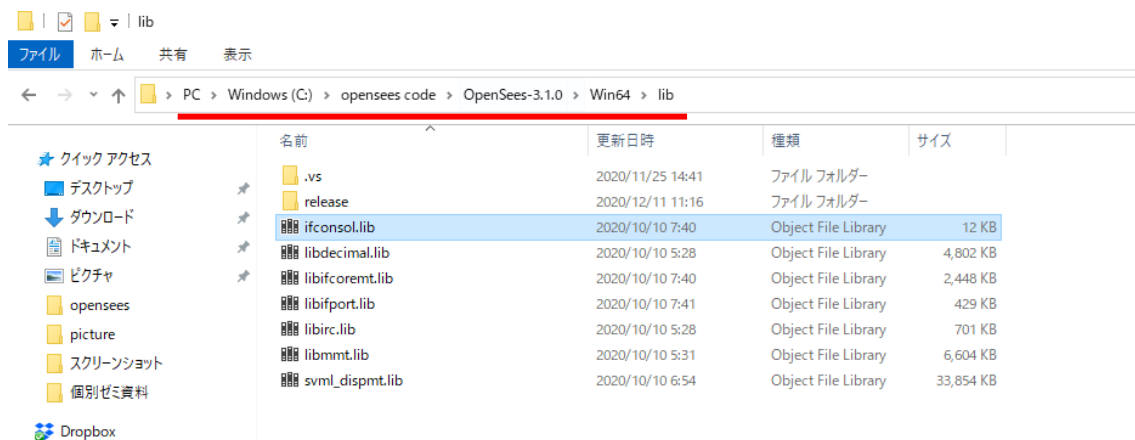 lib
ファイル ホーム 共有 表示
PC › Windows (C:) › opensees code › OpenSees-3.1.0 › Win64 › lib
名前 更新日時 種類 サイズ
クイック アクセス
デスクトップ
ダウンロード
ドキュメント
ピクチャ
opensees
picture
スクリーンショット
個別ゼミ資料
Dropbox
.vs 2020/11/25 14:41 ファイル フォルダー
release 2020/12/11 11:16 ファイル フォルダー
ifconsol.lib 2020/10/10 7:40 Object File Library 12 KB
libdecimal.lib 2020/10/10 5:28 Object File Library 4,802 KB
libifcoremt.lib 2020/10/10 7:40 Object File Library 2,448 KB
libifport.lib 2020/10/10 7:41 Object File Library 429 KB
libirc.lib 2020/10/10 5:28 Object File Library 701 KB
libmmt.lib 2020/10/10 5:31 Object File Library 6,604 KB
svml_dispmt.lib 2020/10/10 6:54 Object File Library 33,854 KB